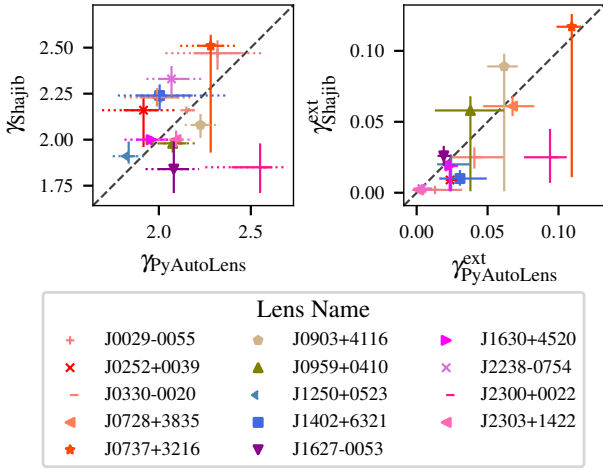 2.50
2.25
2.00
1.75
2.0
2.5
γShajib
γPyAutoLens
0.10
0.05
0.00
0.00
0.05
0.10
γ^ext_Shajib
γ^ext_PyAutoLens
Lens Name
J0029-0055
J0252+0039
J0330-0020
J0728+3835
J0737+3216
J0903+4116
J0959+0410
J1250+0523
J1402+6321
J1627-0053
J1630+4520
J2238-0754
J2300+0022
J2303+1422